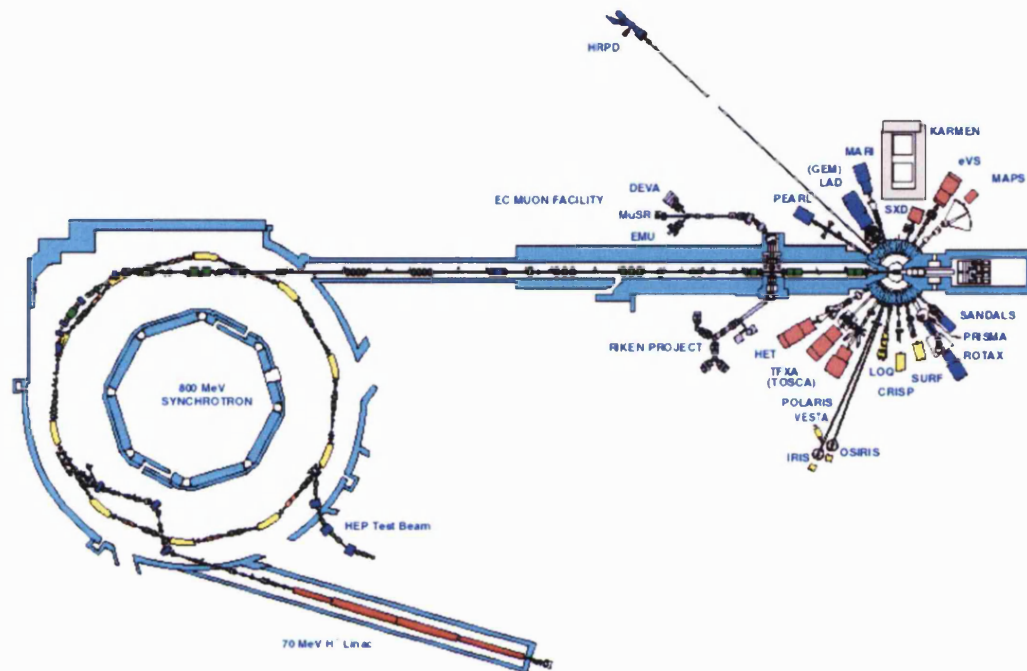 HRPD
KARMEN
MARI
eVS
(GEM)
LAD
MAPS
DEVA
PEARL
SXD
EC MUON FACILITY
MuSR
EMU
SANDALS
PRISMA
RIKEN PROJECT
HET
ROTAX
TFXA
(TOSCA)
LOQ
SURF
CRISP
800 MeV
SYNCHROTRON
POLARIS
VESTA
IRIS
OSIRIS
HEP Test Beam
70 MeV H⁻ Linac